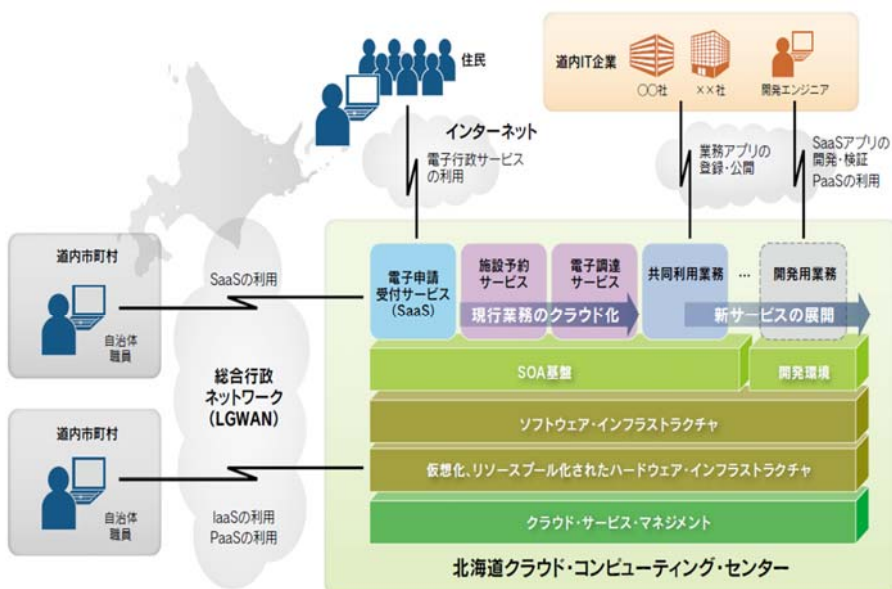 住民
道内IT企業
〇〇社
××社
開発エンジニア
インターネット
電子行政サービス
の利用
業務アプリの
登録・公開
SaaSアプリの
開発・検証
PaaSの利用
道内市町村
自治体
職員
SaaSの利用
総合行政
ネットワーク
(LGWAN)
道内市町村
自治体
職員
IaaSの利用
PaaSの利用
電子申請
受付サービス
(SaaS)
施設予約
サービス
電子調達
サービス
共同利用業務
…
開発用業務
現行業務のクラウド化
新サービスの展開
SOA基盤
開発環境
ソフトウェア・インフラストラクチャ
仮想化、リソースプール化されたハードウェア・インフラストラクチャ
クラウド・サービス・マネジメント
北海道クラウド・コンピューティング・センター